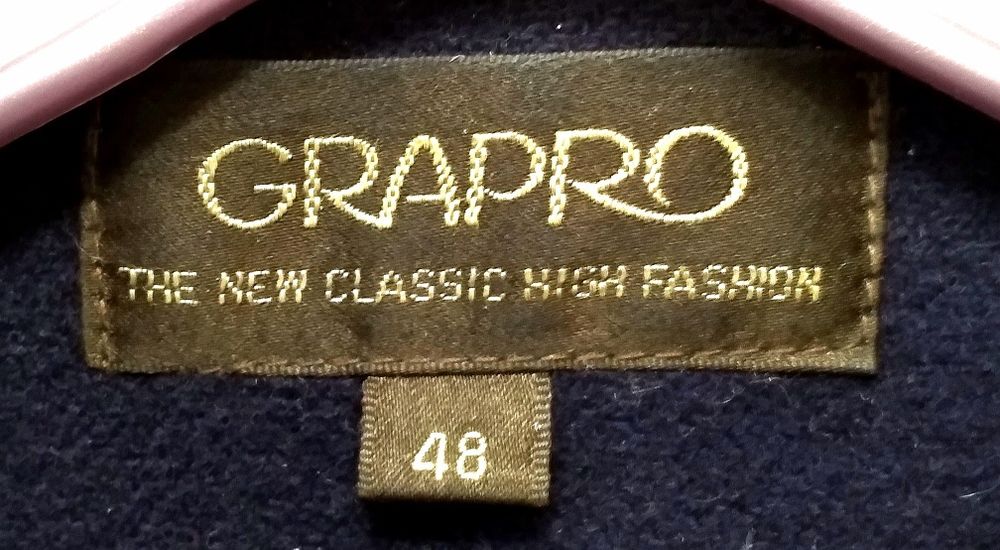 GRAPRO
THE NEW CLASSIC HIGH FASHION
48